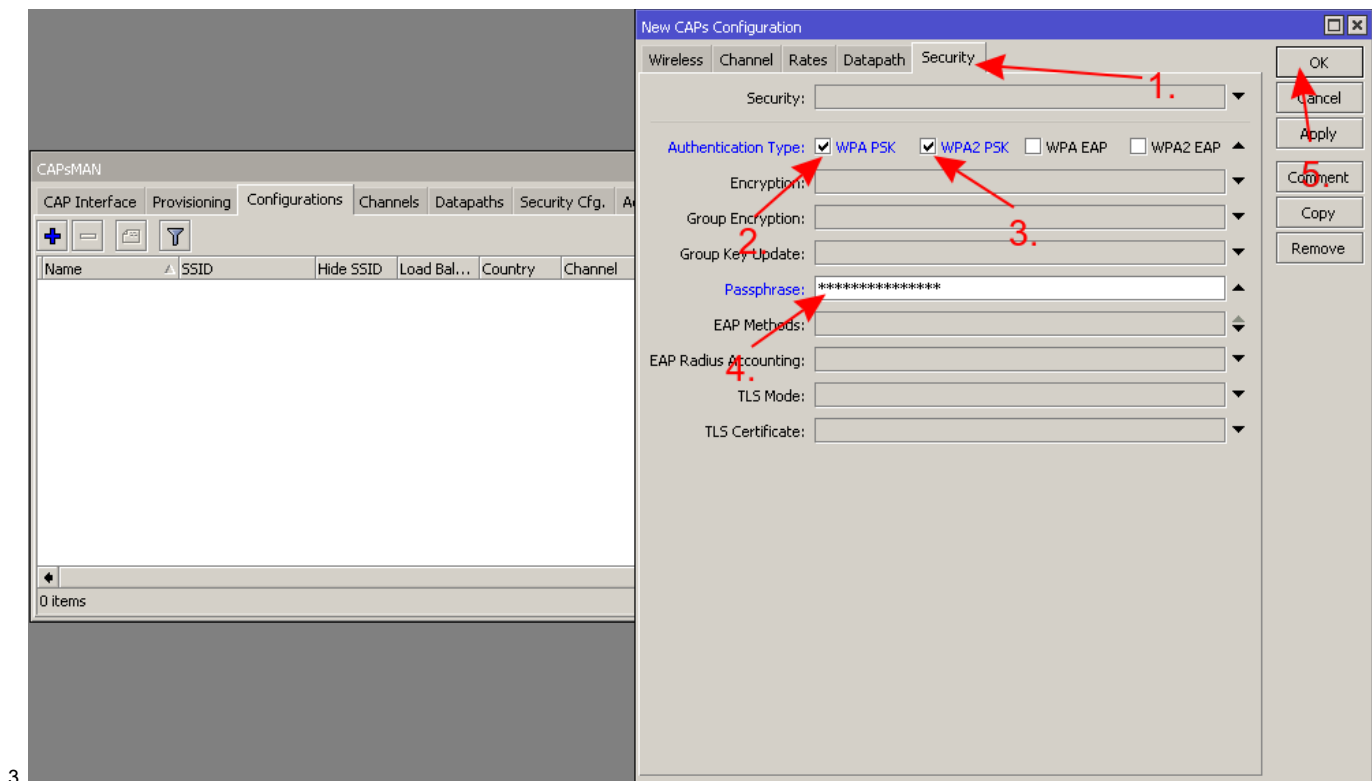 New CAPs Configuration
Wireless Channel Rates Datapath Security
OK
1.
Security:
Cancel
Apply
Authentication Type: WPA PSK WPA2 PSK WPA EAP WPA2 EAP
CAPsMAN
Encryption:
5.
Comment
CAP Interface Provisioning Configurations Channels Datapaths Security Cfg.
Group Encryption:
Copy
2.
3.
Group Key Update:
Remove
Name SSID Hide SSID Load Bal... Country Channel
Passphrase: ***************
EAP Methods:
EAP Radius Accounting:
4.
TLS Mode:
TLS Certificate:
0 items
3